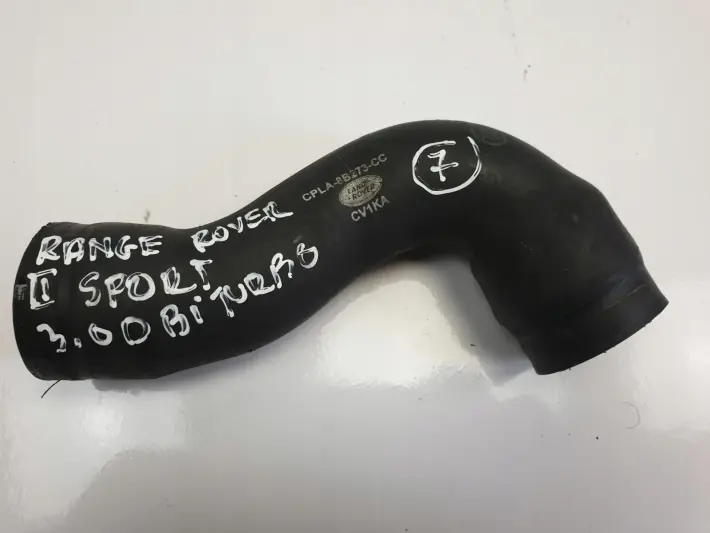 CPLA-8B273-CC
LAND
ROVER
CV1KA
7
RANGE ROVER
II SPORT
3.0D BITURBO